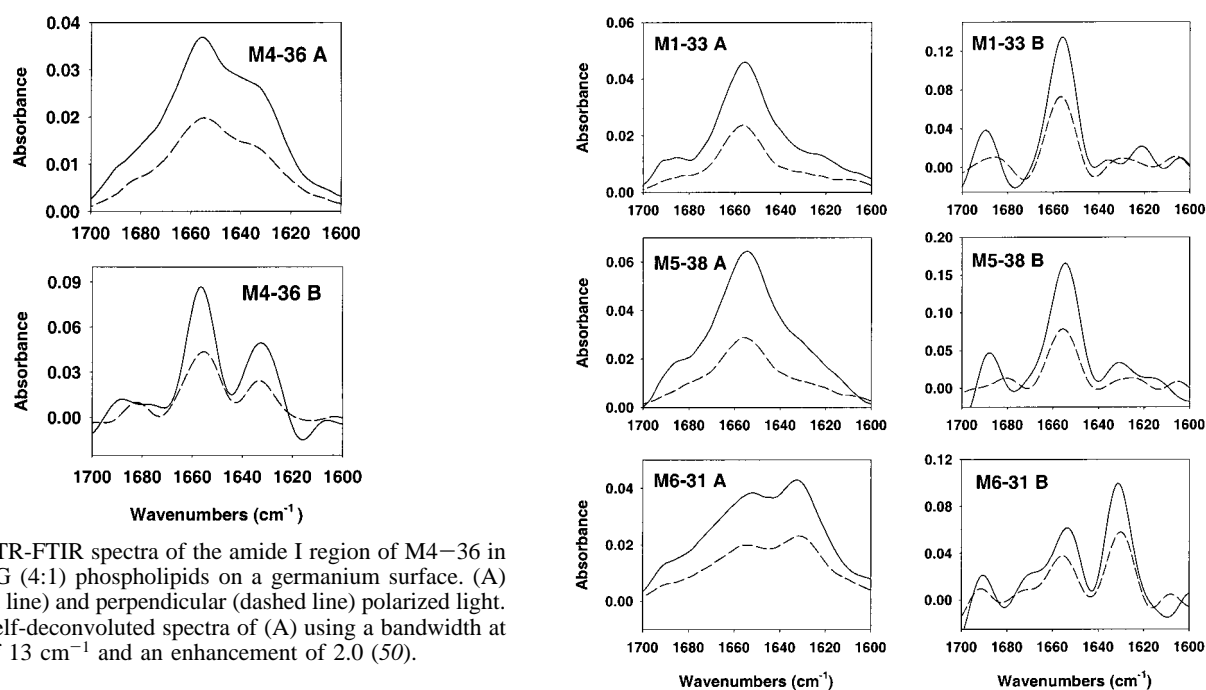 M4-36 A
Absorbance
0.04
0.03
0.02
0.01
0.00
1700 1680 1660 1640 1620 1600
M4-36 B
Absorbance
0.09
0.06
0.03
0.00
1700 1680 1660 1640 1620 1600
Wavenumbers (cm⁻¹)
TR-FTIR spectra of the amide I region of M4−36 in
G (4:1) phospholipids on a germanium surface. (A)
line) and perpendicular (dashed line) polarized light.
elf-deconvoluted spectra of (A) using a bandwidth at
f 13 cm⁻¹ and an enhancement of 2.0 (50).
M1-33 A
Absorbance
0.06
0.04
0.02
0.00
1700 1680 1660 1640 1620 1600
M1-33 B
0.12
0.08
0.04
0.00
1700 1680 1660 1640 1620 1600
M5-38 A
Absorbance
0.06
0.04
0.02
0.00
1700 1680 1660 1640 1620 1600
M5-38 B
0.20
0.15
0.10
0.05
0.00
1700 1680 1660 1640 1620 1600
M6-31 A
Absorbance
0.04
0.02
0.00
1700 1680 1660 1640 1620 1600
Wavenumbers (cm⁻¹)
M6-31 B
0.12
0.08
0.04
0.00
1700 1680 1660 1640 1620 1600
Wavenumbers (cm⁻¹)